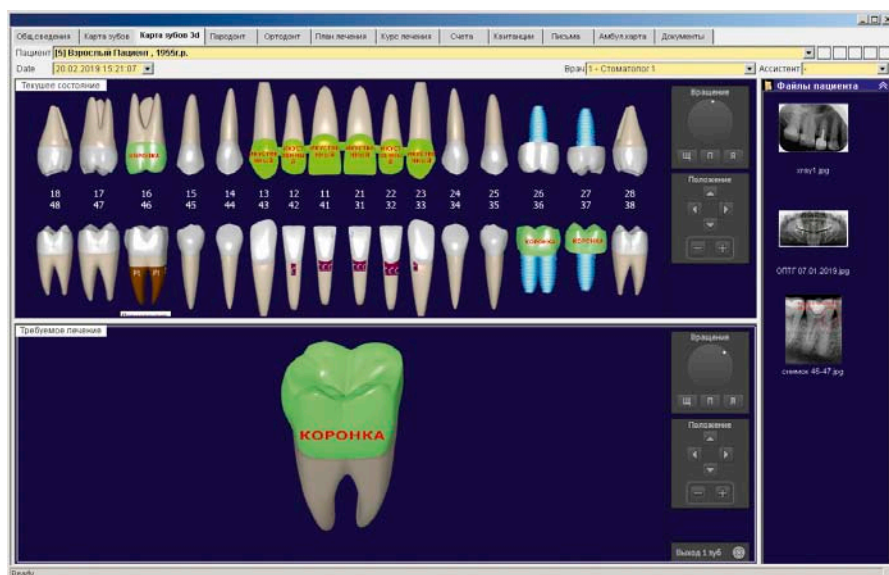 Общ.сведения Карта зубов Карта зубов 3d Пародонт Ортодонт План лечения Курс лечения Счета Квитанции Письма Амбул.карта Документы
Пациент [5] Взрослый Пациент , 1955г.р.
Date 20.02.2019 15:21:07 Врач 1 - Стоматолог 1 Ассистент -
Текущее состояние
Файлы пациента
Вращение
КОРОНКА
Щ П Я
xray1.jpg
18 17 16 15 14 13 12 11 21 22 23 24 25 26 27 28
48 47 46 45 44 43 42 41 31 32 33 34 35 36 37 38
Положение
КОРОНКА КОРОНКА
Pt Pt
ОПТГ 07.01.2019.jpg
Требуемое лечение
Вращение
снимок 46-47.jpg
Щ П Я
КОРОНКА
Положение
Выход 1 зуб
Ready